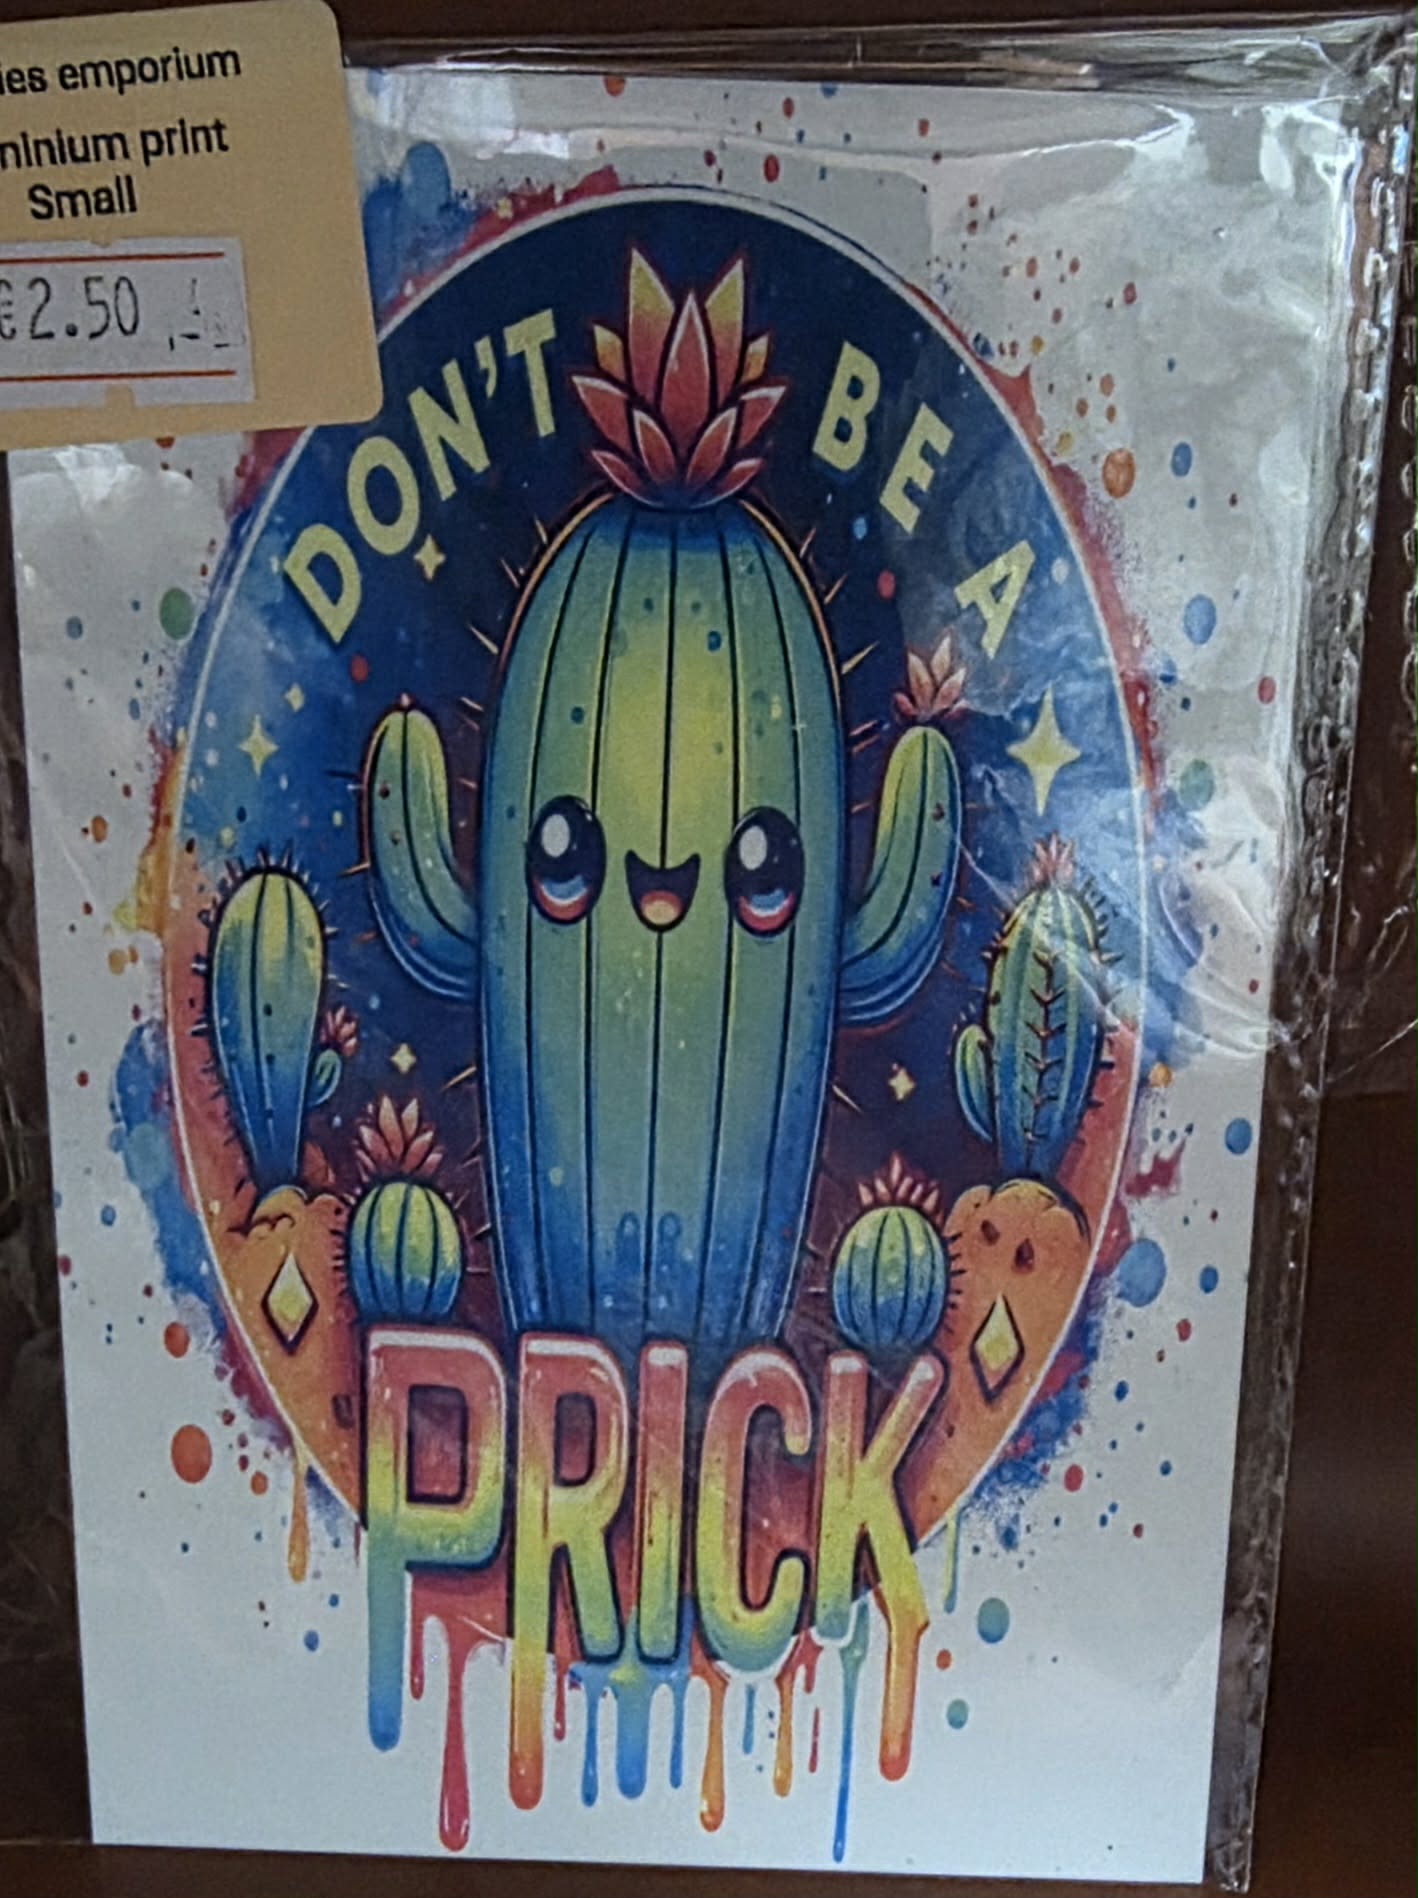 ies emporium
minium print
Small
€2.50
DON'T BE A
PRICK